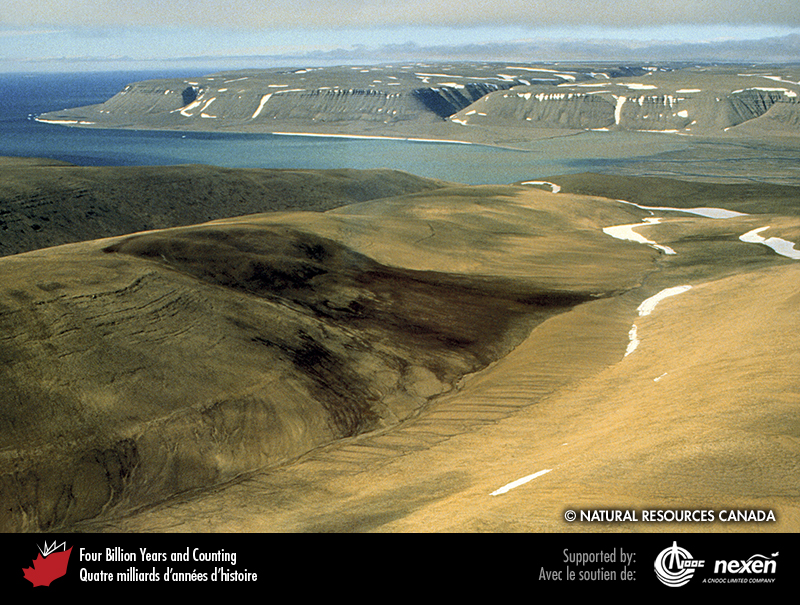 © NATURAL RESOURCES CANADA
Four Billion Years and Counting
Quatre milliards d'années d'histoire
Supported by:
Avec le soutien de:
CNOOC
nexen
A CNOOC LIMITED COMPANY